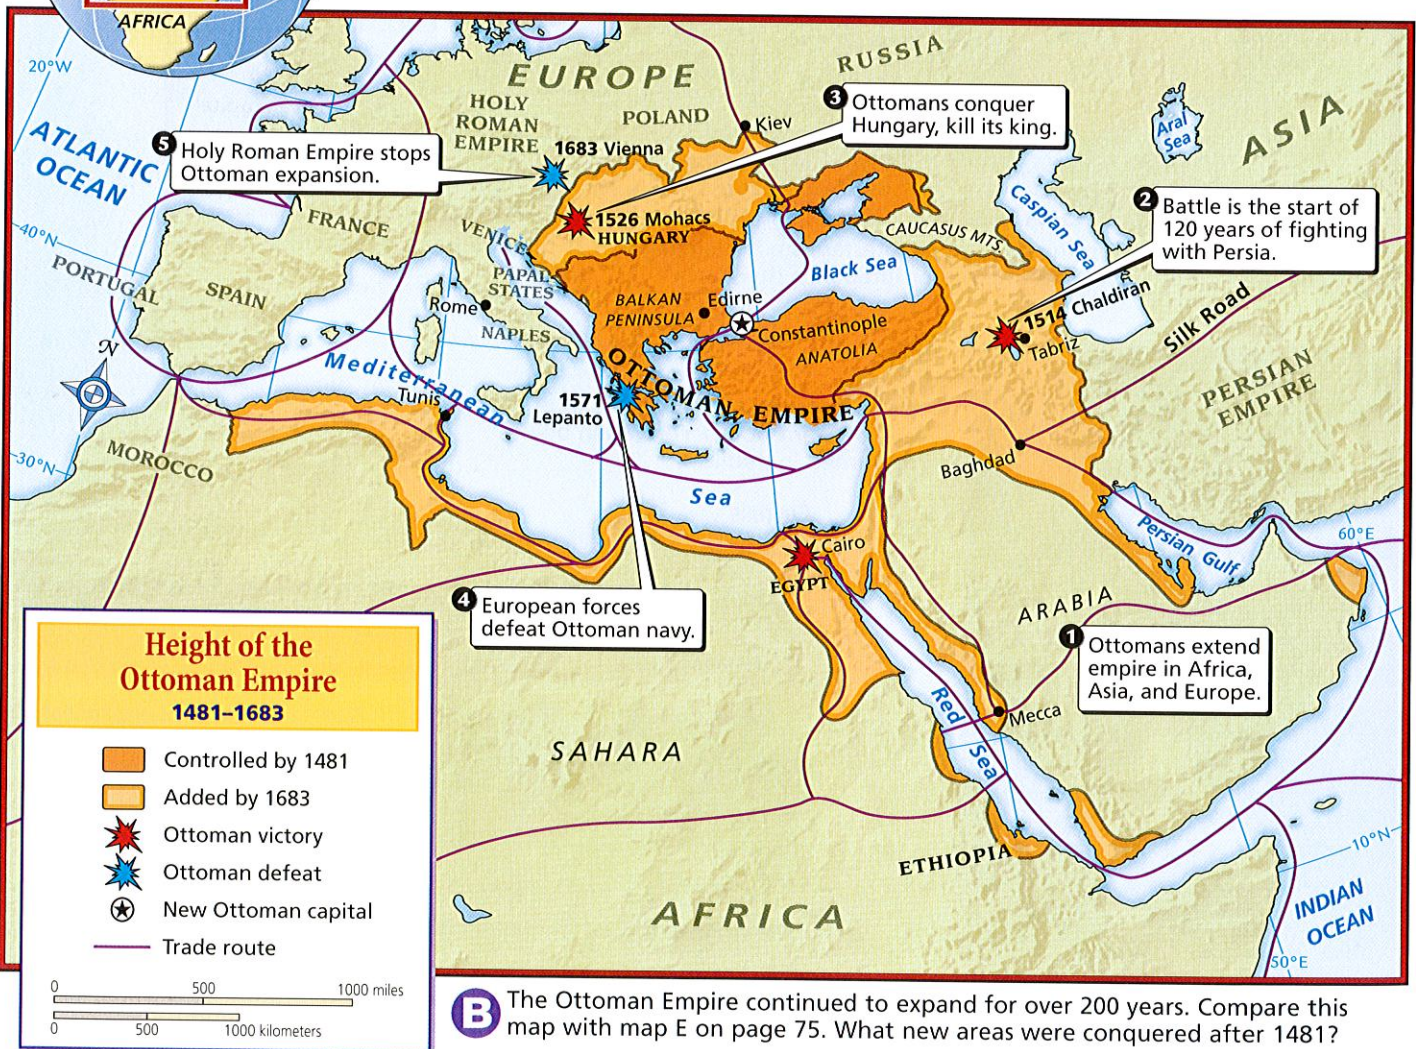 AFRICA
20°W
EUROPE
RUSSIA
ASIA
HOLY
ROMAN
EMPIRE
POLAND
Kiev
3 Ottomans conquer
Hungary, kill its king.
Aral
Sea
ATLANTIC
OCEAN
5 Holy Roman Empire stops
Ottoman expansion.
1683 Vienna
2 Battle is the start of
120 years of fighting
with Persia.
Caspian Sea
40°N
FRANCE
VENICE
1526 Mohacs
HUNGARY
CAUCASUS MTS.
PORTUGAL
SPAIN
PAPAL
STATES
Rome
NAPLES
BALKAN
PENINSULA
Edirne
Black Sea
Constantinople
ANATOLIA
1514 Chaldiran
Tabriz
Silk Road
PERSIAN
EMPIRE
N
Mediterranean
Sea
Tunis
1571
Lepanto
OTTOMAN EMPIRE
30°N
MOROCCO
Baghdad
Persian Gulf
60°E
Cairo
EGYPT
ARABIA
4 European forces
defeat Ottoman navy.
1 Ottomans extend
empire in Africa,
Asia, and Europe.
Mecca
Red
Sea
SAHARA
ETHIOPIA
AFRICA
10°N
INDIAN
OCEAN
50°E
Height of the
Ottoman Empire
1481–1683
Controlled by 1481
Added by 1683
Ottoman victory
Ottoman defeat
New Ottoman capital
Trade route
0 500 1000 miles
0 500 1000 kilometers
B The Ottoman Empire continued to expand for over 200 years. Compare this
map with map E on page 75. What new areas were conquered after 1481?